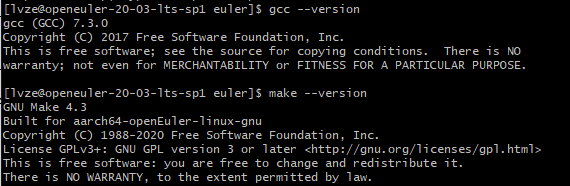 [lvze@openeuler-20-03-lts-sp1 euler]$ gcc --version
gcc (GCC) 7.3.0
Copyright (C) 2017 Free Software Foundation, Inc.
This is free software; see the source for copying conditions.  There is NO
warranty; not even for MERCHANTABILITY or FITNESS FOR A PARTICULAR PURPOSE.

[lvze@openeuler-20-03-lts-sp1 euler]$ make --version
GNU Make 4.3
Built for aarch64-openEuler-linux-gnu
Copyright (C) 1988-2020 Free Software Foundation, Inc.
License GPLv3+: GNU GPL version 3 or later <http://gnu.org/licenses/gpl.html>
This is free software: you are free to change and redistribute it.
There is NO WARRANTY, to the extent permitted by law.